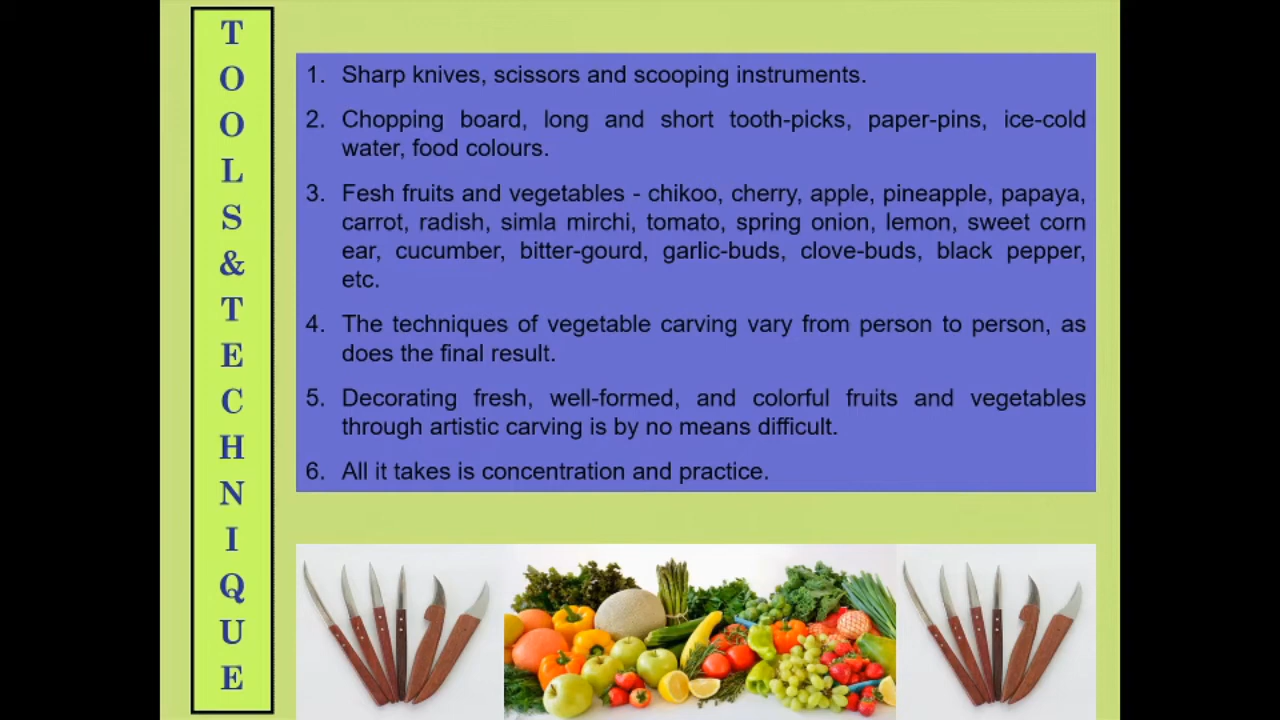 TOOLS&TECHNIQUE
1. Sharp knives, scissors and scooping instruments.
2. Chopping board, long and short tooth-picks, paper-pins, ice-cold
water, food colours.
3. Fesh fruits and vegetables - chikoo, cherry, apple, pineapple, papaya,
carrot, radish, simla mirchi, tomato, spring onion, lemon, sweet corn
ear, cucumber, bitter-gourd, garlic-buds, clove-buds, black pepper,
etc.
4. The techniques of vegetable carving vary from person to person, as
does the final result.
5. Decorating fresh, well-formed, and colorful fruits and vegetables
through artistic carving is by no means difficult.
6. All it takes is concentration and practice.